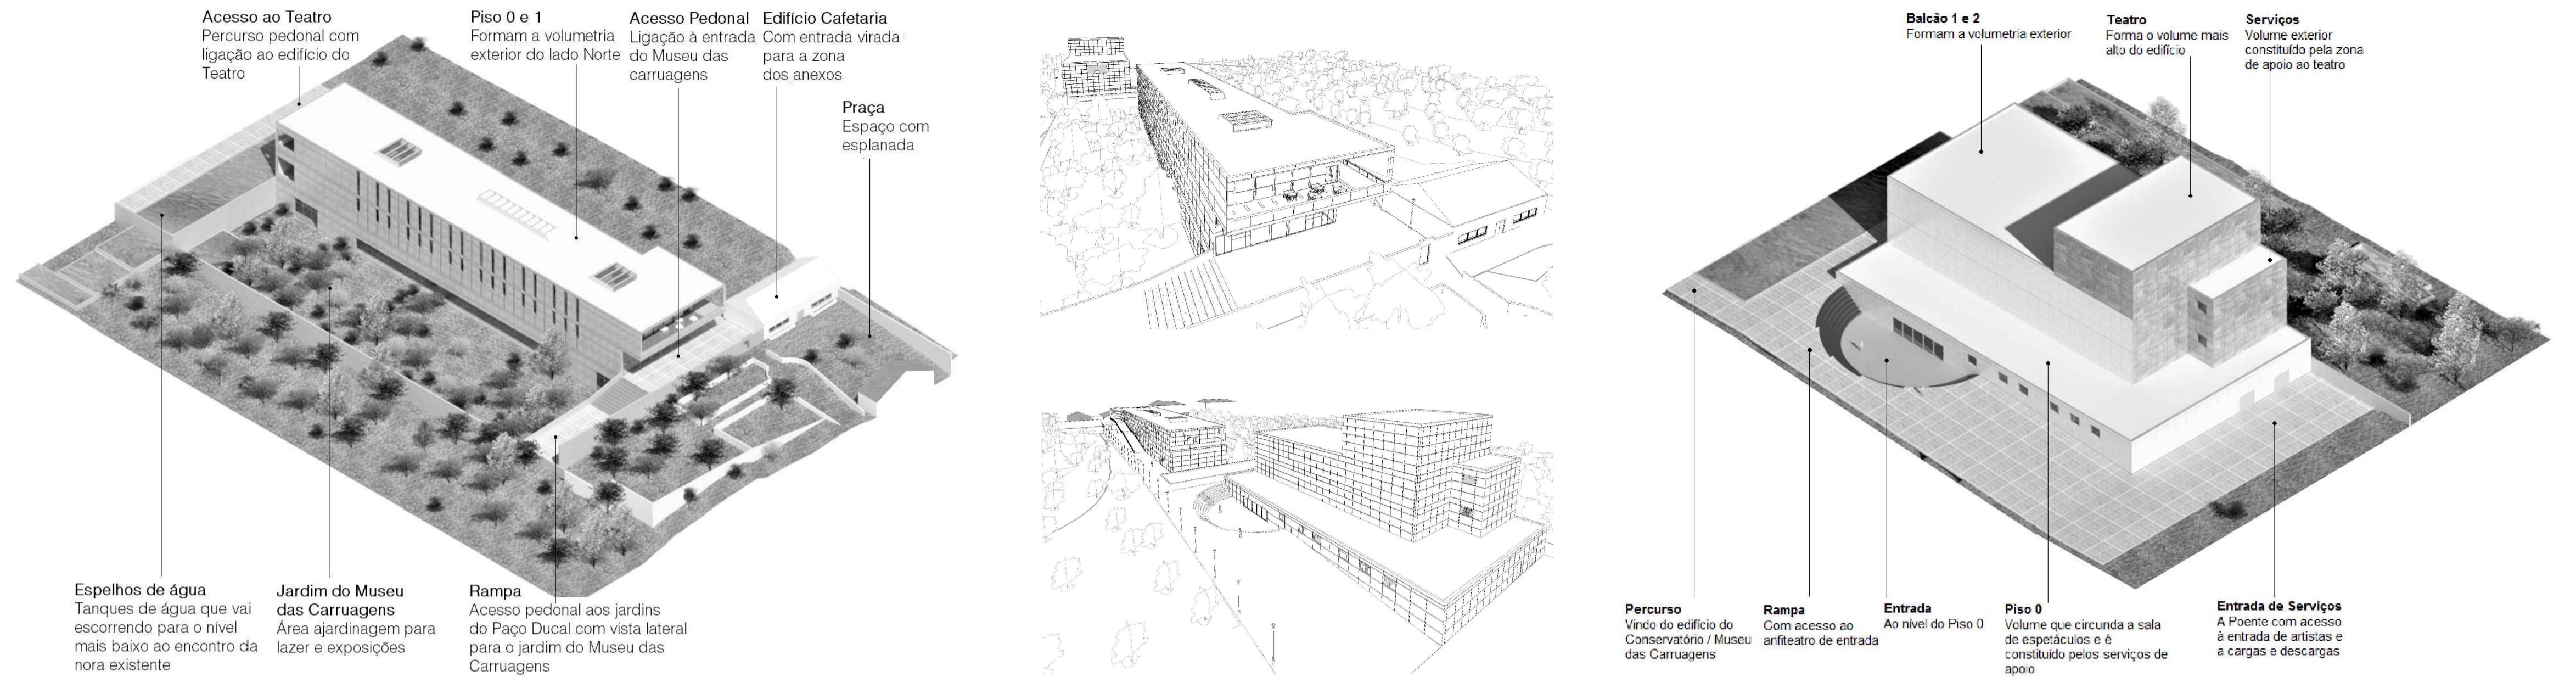 Acesso ao Teatro
Percurso pedonal com
ligação ao edifício do
Teatro
Piso 0 e 1
Formam a volumetria
exterior do lado Norte
Acesso Pedonal
Ligação à entrada
do Museu das
carruagens
Edifício Cafetaria
Com entrada virada
para a zona
dos anexos
Praça
Espaço com
esplanada
Espelhos de água
Tanques de água que vai
escorrendo para o nível
mais baixo ao encontro da
nora existente
Jardim do Museu
das Carruagens
Área ajardinagem para
lazer e exposições
Rampa
Acesso pedonal aos jardins
do Paço Ducal com vista lateral
para o jardim do Museu das
Carruagens
Balcão 1 e 2
Formam a volumetria exterior
Teatro
Forma o volume mais
alto do edifício
Serviços
Volume exterior
constituído pela zona
de apoio ao teatro
Percurso
Vindo do edifício do
Conservatório / Museu
das Carruagens
Rampa
Com acesso ao
anfiteatro de entrada
Entrada
Ao nível do Piso 0
Piso 0
Volume que circunda a sala
de espetáculos e é
constituído pelos serviços de
apoio
Entrada de Serviços
A Poente com acesso
à entrada de artistas e
a cargas e descargas